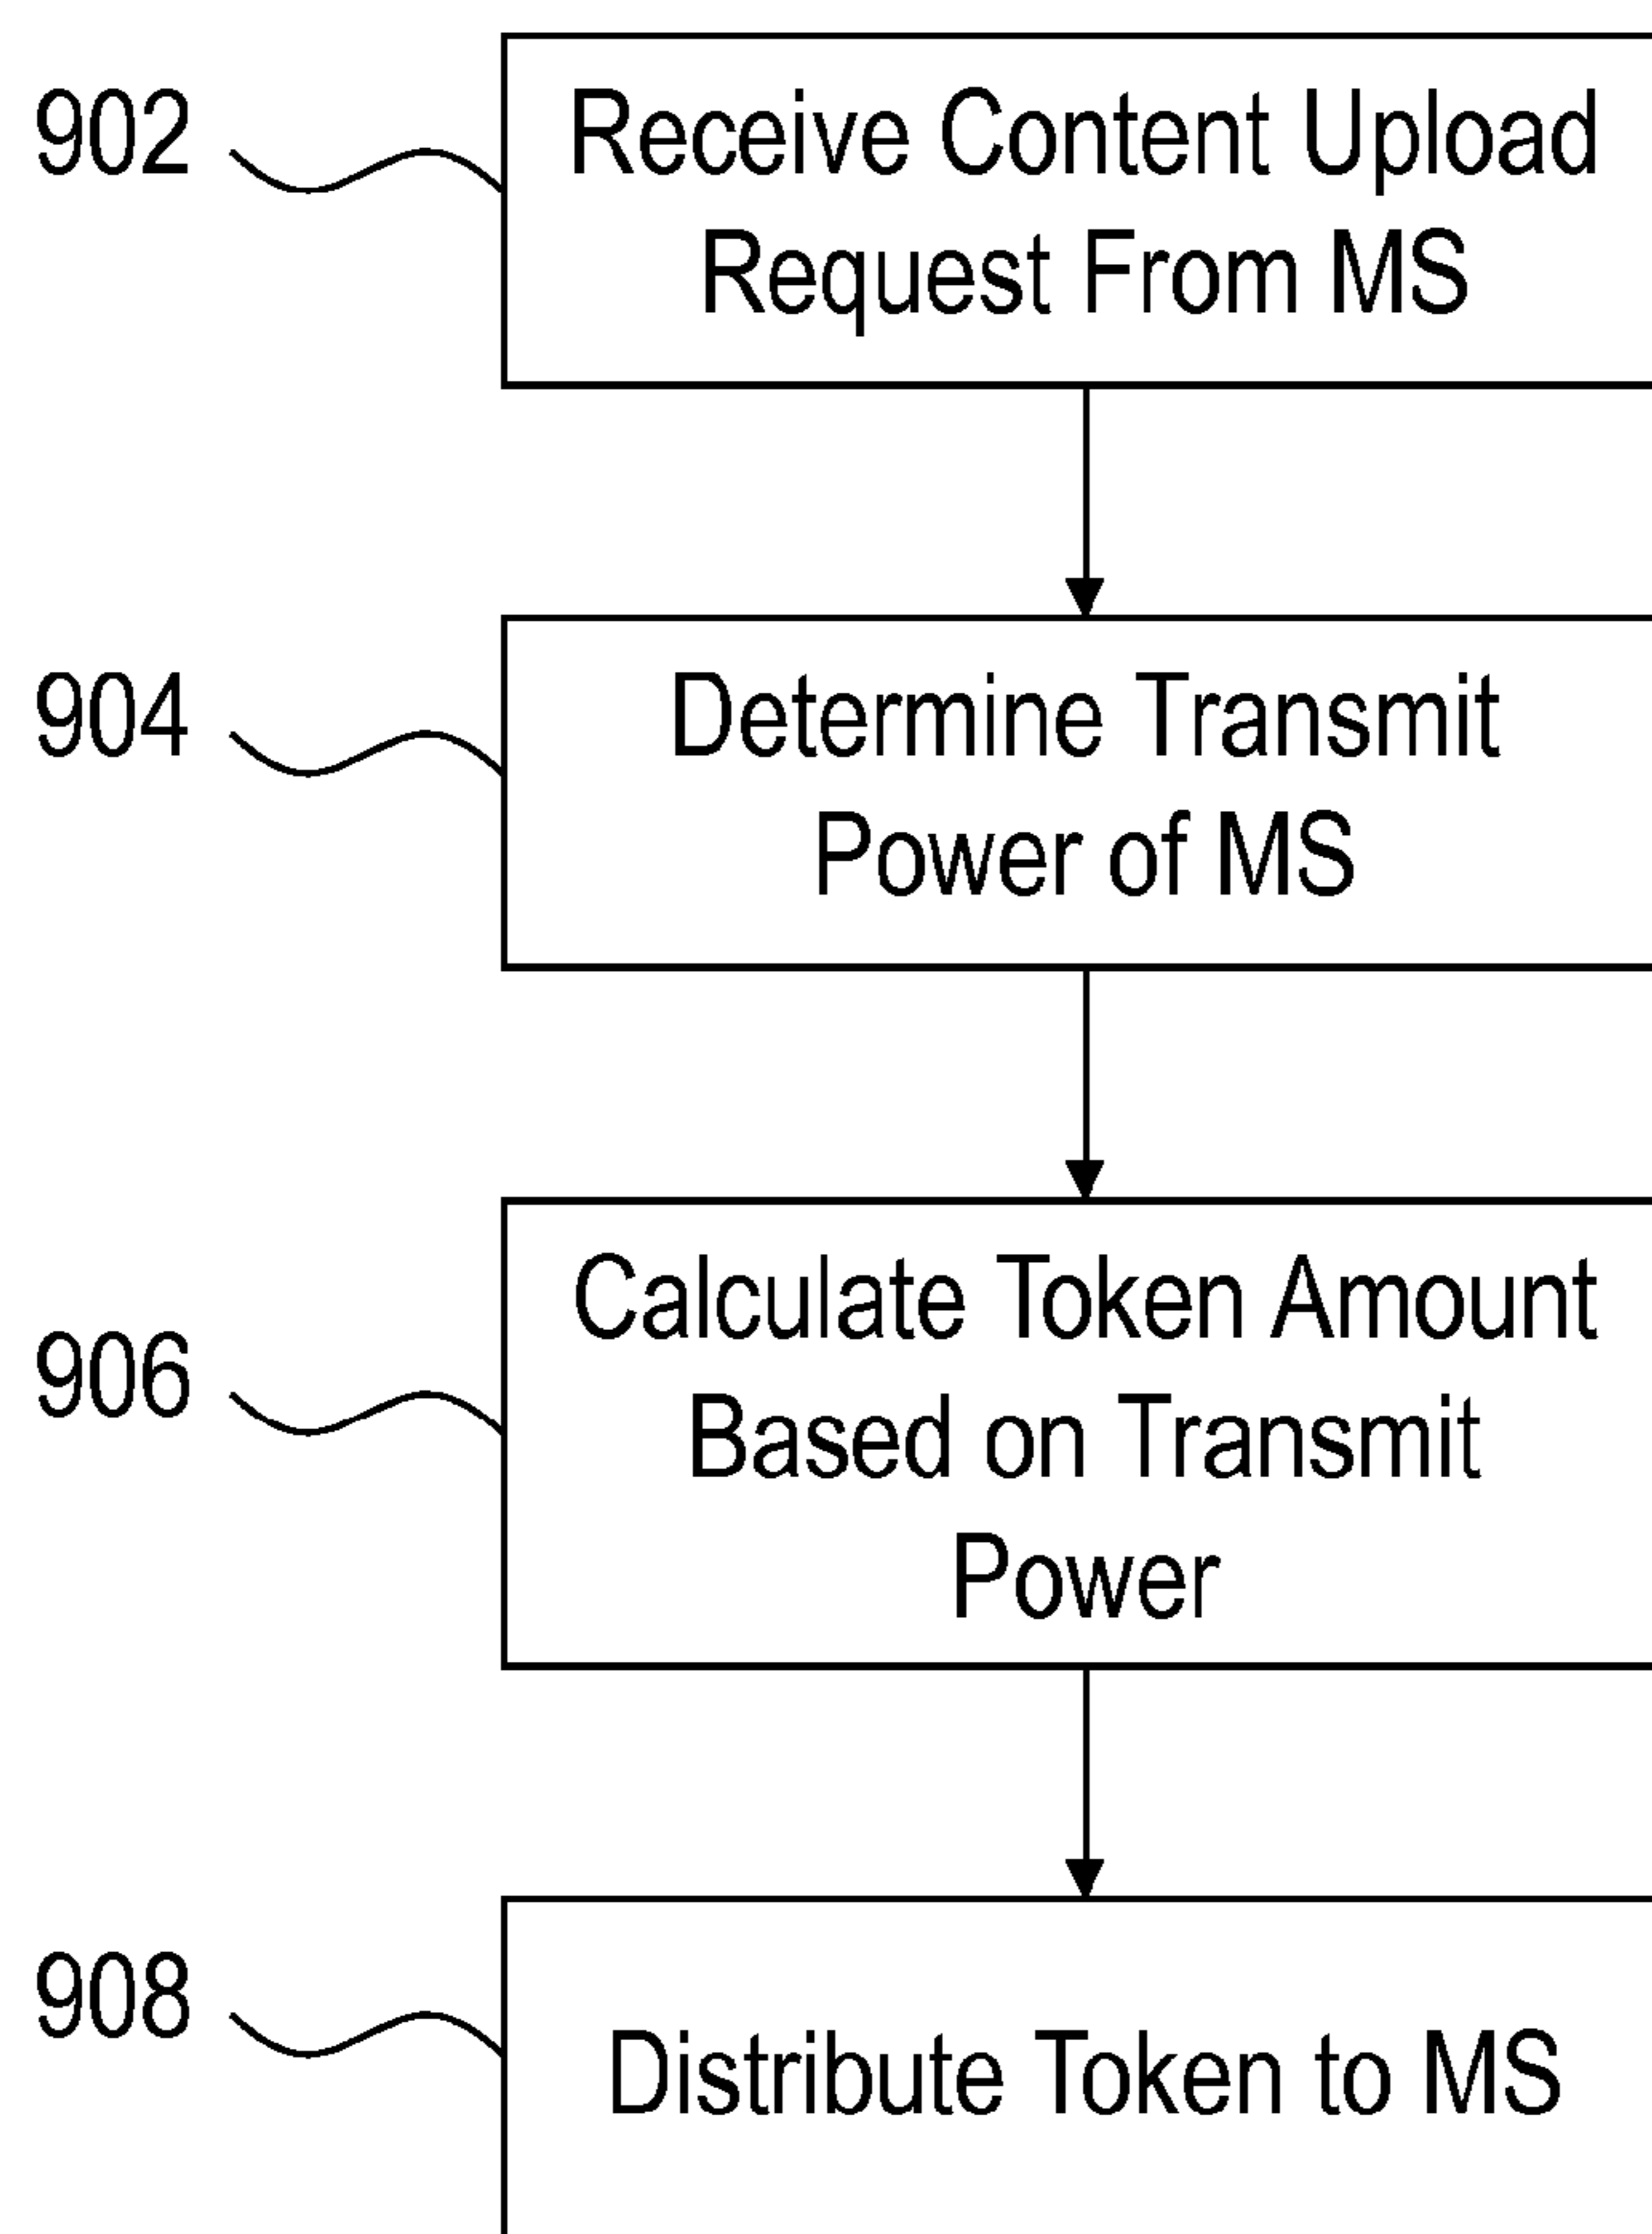 902
Receive Content Upload
Request From MS
904
Determine Transmit
Power of MS
906
Calculate Token Amount
Based on Transmit
Power
908
Distribute Token to MS